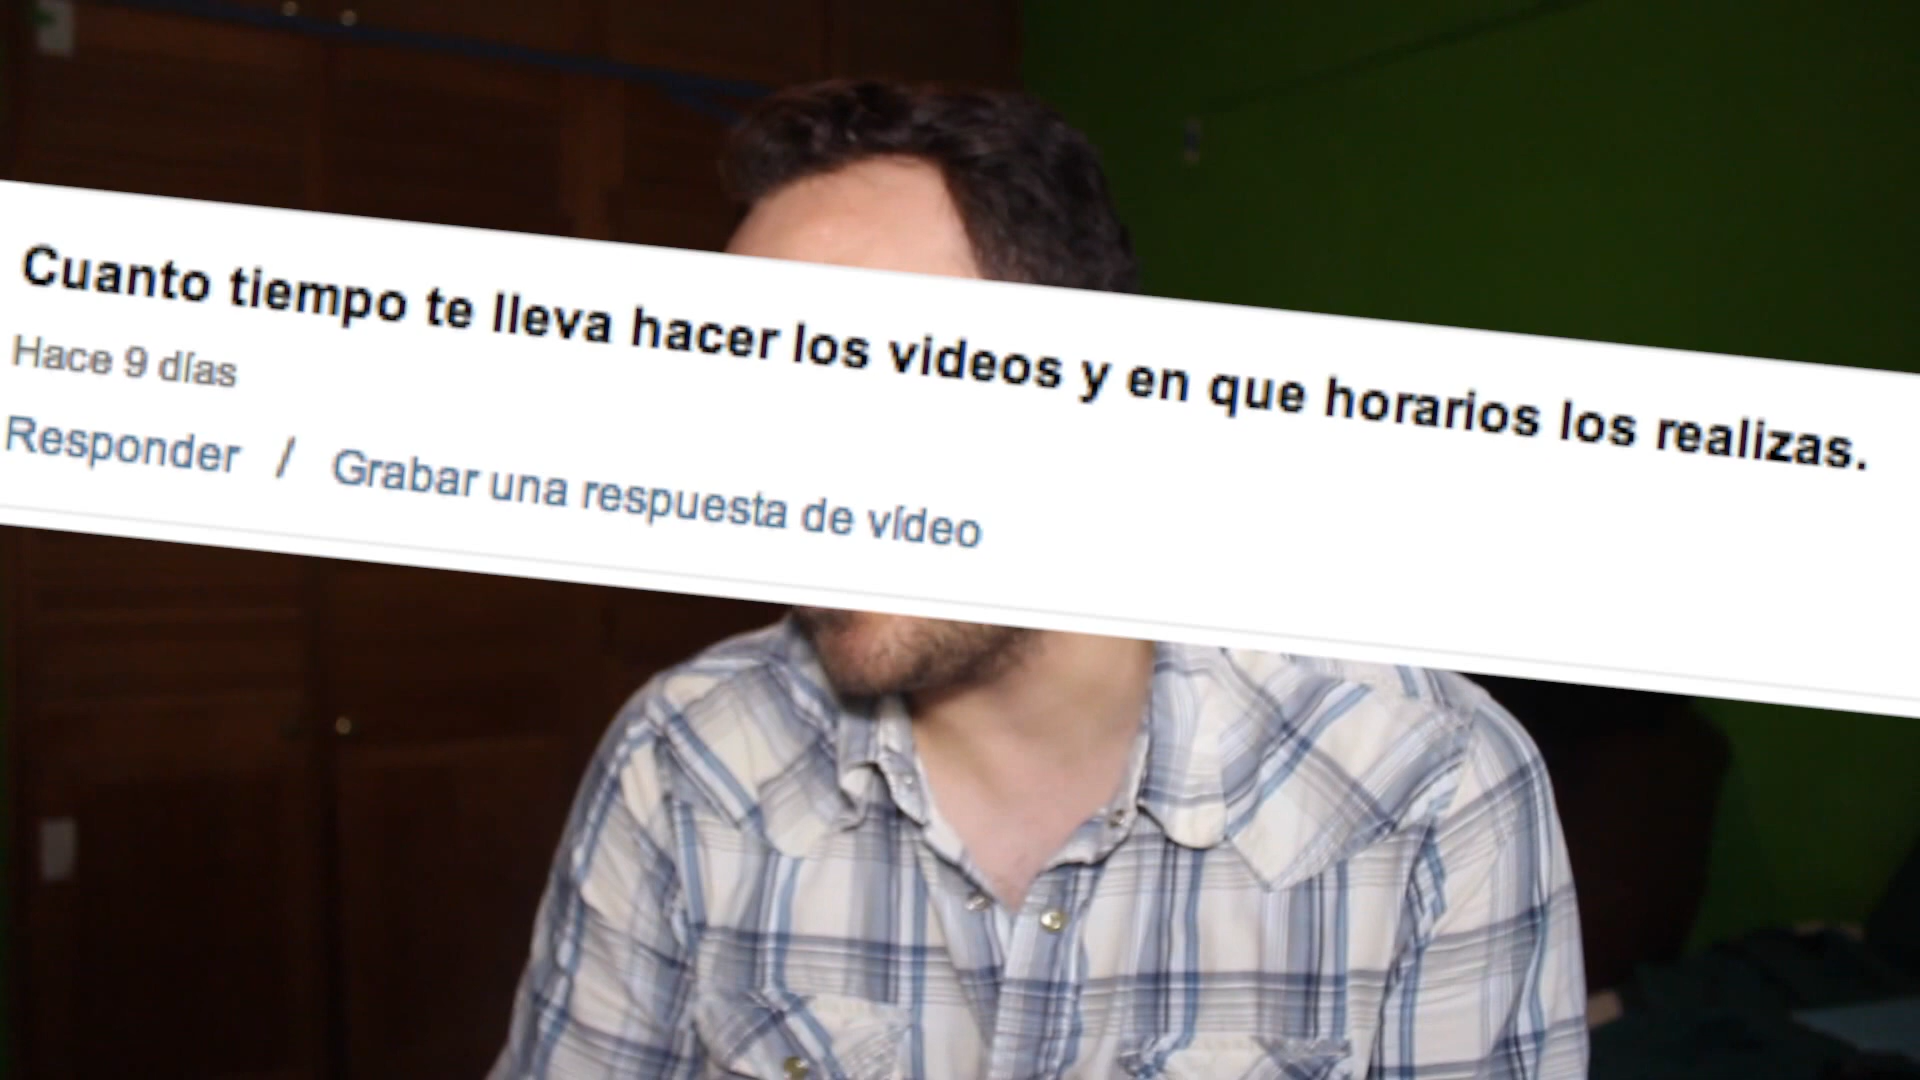 Cuanto tiempo te lleva hacer los videos y en que horarios los realizas.
Hace 9 días
Responder / Grabar una respuesta de vídeo